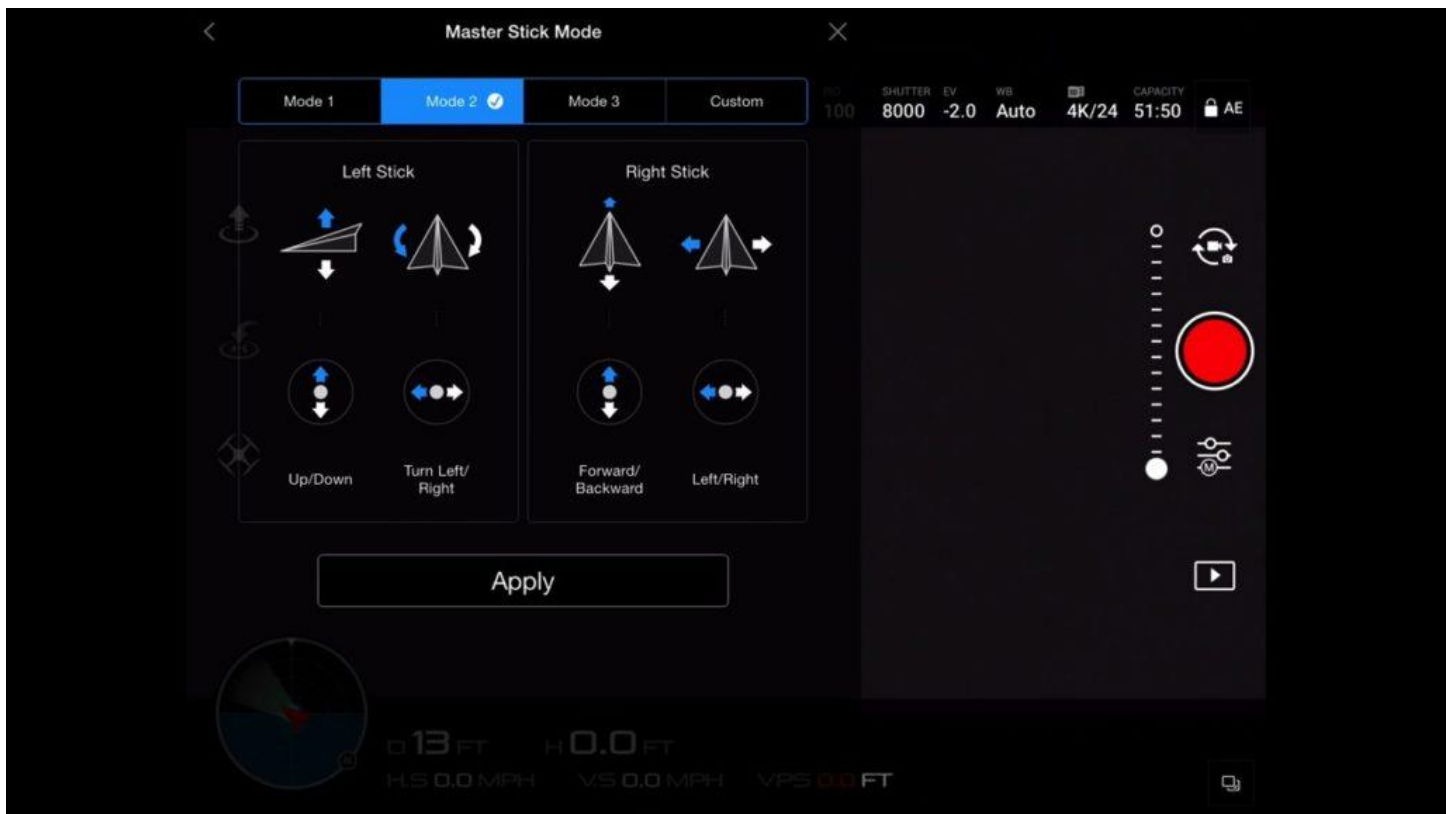 Master Stick Mode
Mode 1 Mode 2 Mode 3 Custom
SHUTTER EV WB CAPACITY
100 8000 -2.0 Auto 4K/24 51:50 AE
Left Stick Right Stick
Up/Down Turn Left/ Forward/ Left/Right
Right Backward
M
Apply
N
D 13 FT H 0.0 FT
H.S 0.0 MPH V.S 0.0 MPH VPS 0.0 FT